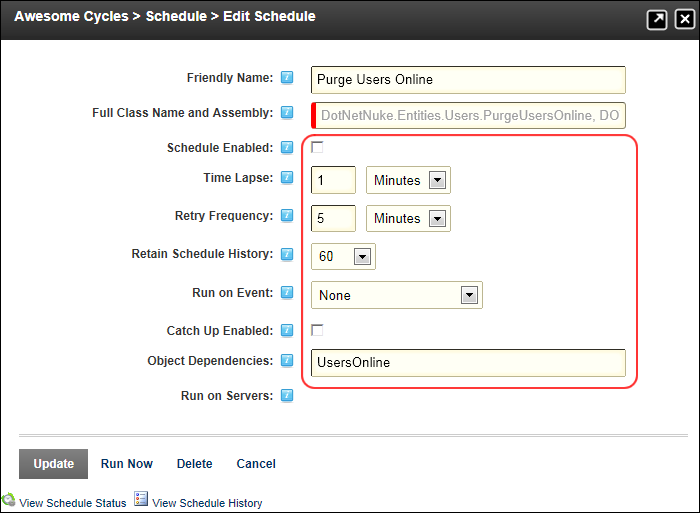 Awesome Cycles > Schedule > Edit Schedule
Friendly Name: Purge Users Online
Full Class Name and Assembly: DotNetNuke.Entities.Users.PurgeUsersOnline, DO
Schedule Enabled:
Time Lapse: 1 Minutes
Retry Frequency: 5 Minutes
Retain Schedule History: 60
Run on Event: None
Catch Up Enabled:
Object Dependencies: UsersOnline
Run on Servers:
Update Run Now Delete Cancel
View Schedule Status View Schedule History